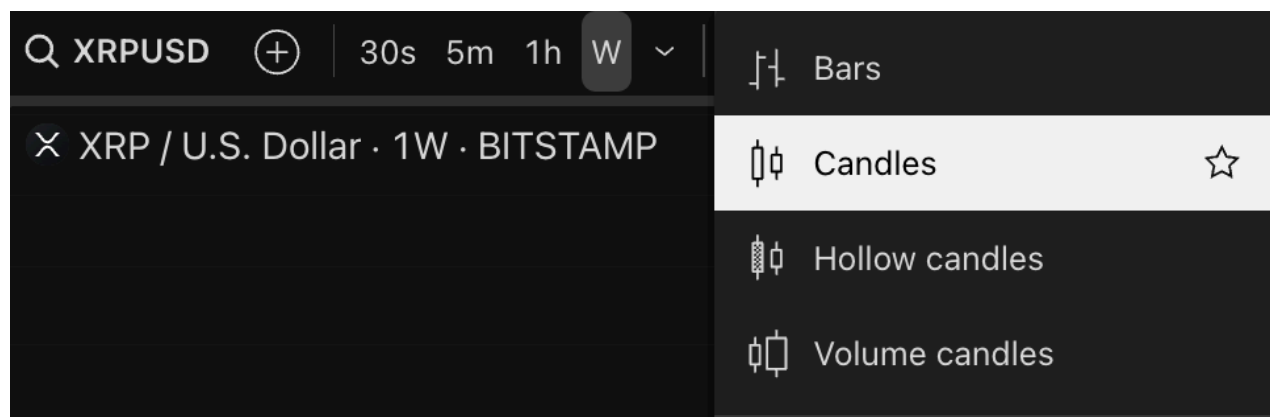 XRPUSD 30s 5m 1h W
XRP / U.S. Dollar · 1W · BITSTAMP
Bars
Candles
Hollow candles
Volume candles